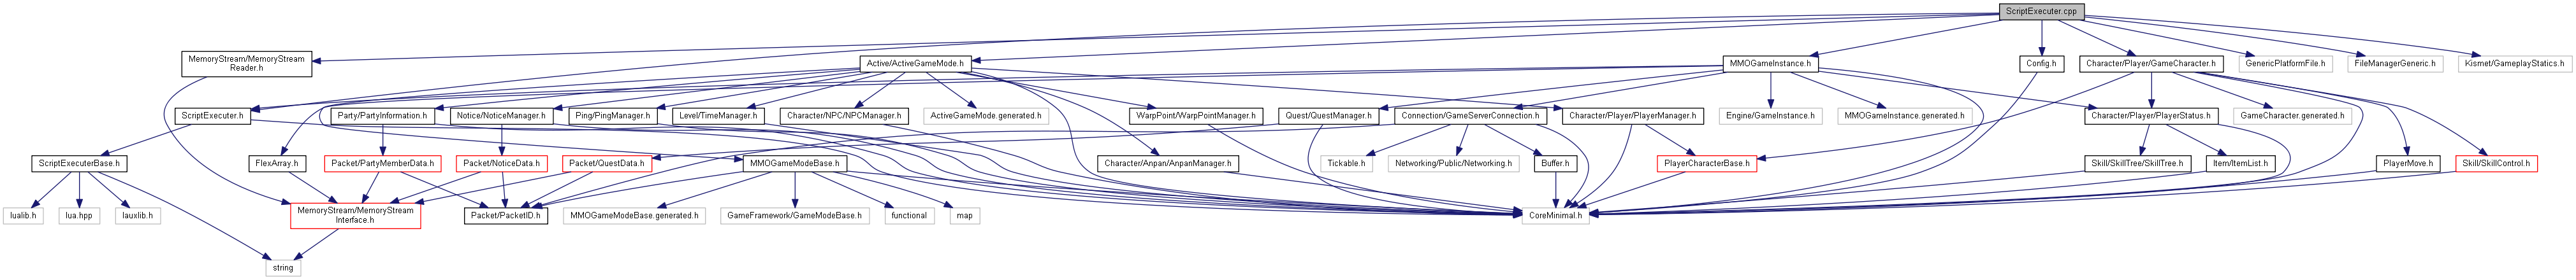 ScriptExecuter.cpp
MemoryStream/MemoryStream
Reader.h
Active/ActiveGameMode.h
MMOGameInstance.h
Config.h
Character/Player/GameCharacter.h
GenericPlatformFile.h
FileManagerGeneric.h
Kismet/GameplayStatics.h
ScriptExecuter.h
Party/PartyInformation.h
Notice/NoticeManager.h
Ping/PingManager.h
Level/TimeManager.h
Character/NPC/NPCManager.h
ActiveGameMode.generated.h
WarpPoint/WarpPointManager.h
Quest/QuestManager.h
Connection/GameServerConnection.h
Character/Player/PlayerManager.h
Engine/GameInstance.h
MMOGameInstance.generated.h
Character/Player/PlayerStatus.h
GameCharacter.generated.h
ScriptExecuterBase.h
FlexArray.h
Packet/PartyMemberData.h
Packet/NoticeData.h
Packet/QuestData.h
MMOGameModeBase.h
Character/Anpan/AnpanManager.h
Tickable.h
Networking/Public/Networking.h
Buffer.h
PlayerCharacterBase.h
Skill/SkillTree/SkillTree.h
Item/ItemList.h
PlayerMove.h
Skill/SkillControl.h
lualib.h
lua.hpp
lauxlib.h
MemoryStream/MemoryStream
Interface.h
Packet/PacketID.h
MMOGameModeBase.generated.h
GameFramework/GameModeBase.h
functional
map
CoreMinimal.h
string